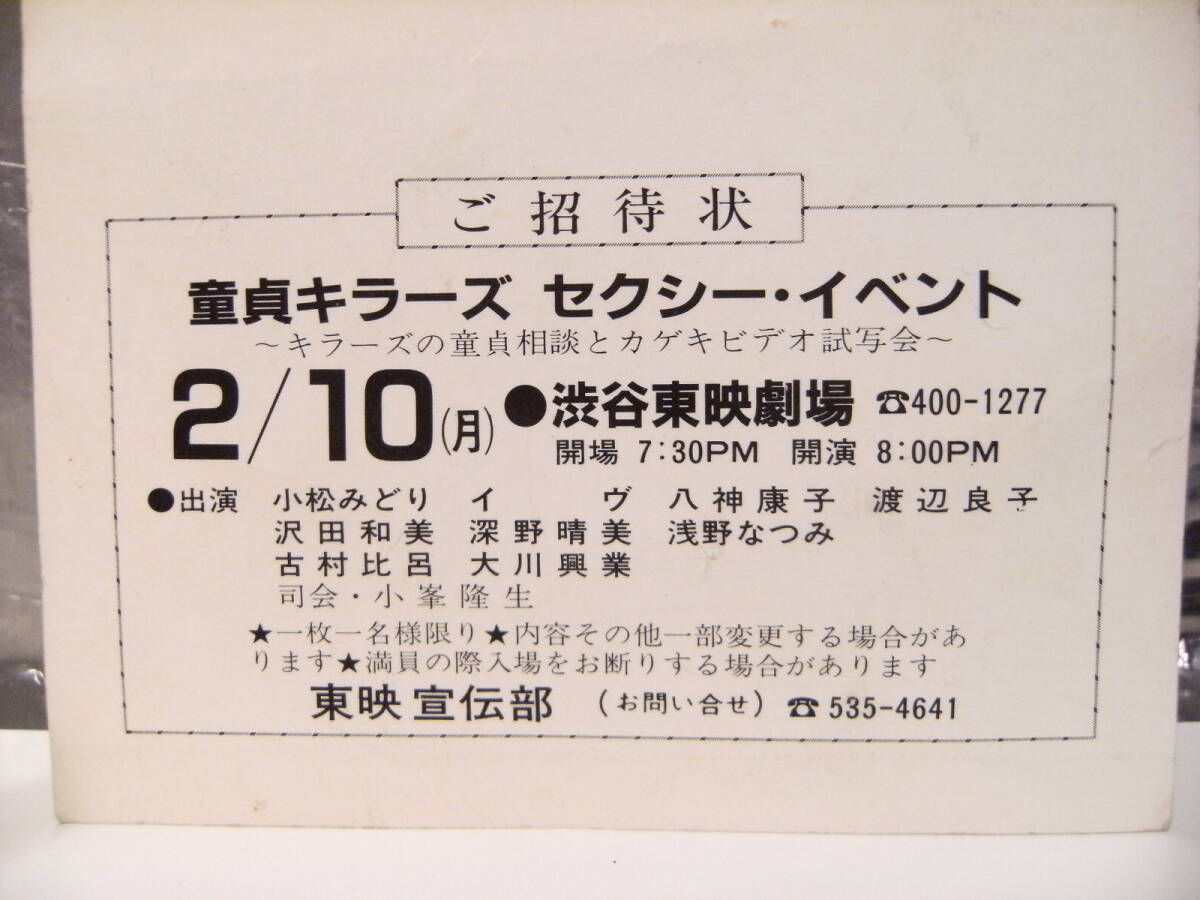 ご招待状
童貞キラーズ セクシー・イベント
～キラーズの童貞相談とカゲキビデオ試写会～
2/10(月)●渋谷東映劇場 ☎400-1277
開場 7:30PM 開演 8:00PM
●出演 小松みどり イヴ 八神康子 渡辺良子
沢田和美 深野晴美 浅野なつみ
古村比呂 大川興業
司会・小峯隆生
★一枚一名様限り★内容その他一部変更する場合があ
ります★満員の際入場をお断りする場合があります
東映宣伝部 (お問い合せ) ☎535-4641